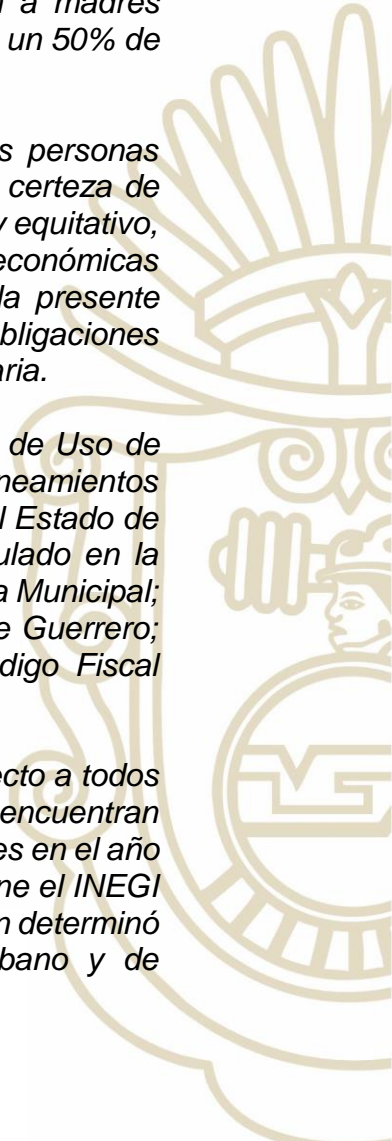 a madres
un 50% de
s personas
certeza de
y equitativo,
económicas
la presente
bligaciones
aria.
de Uso de
neamientos
l Estado de
ulado en la
a Municipal;
e Guerrero;
digo Fiscal
ecto a todos
encuentran
es en el año
ne el INEGI
n determinó
bano y de